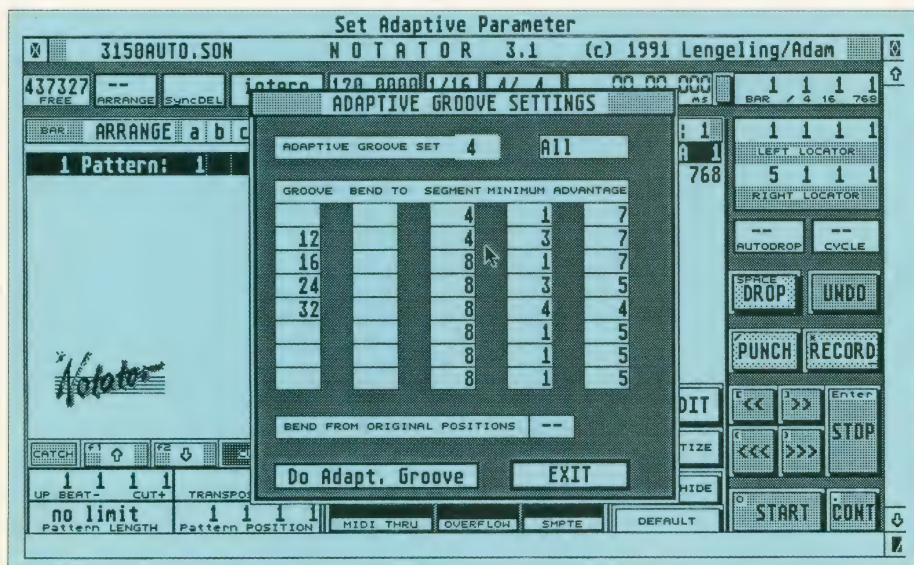 Set Adaptive Parameter
3150AUTO.SON NOTATOR 3.1 (c) 1991 Lengeling/Adam
437327 FREE
-- ARRANGE
SyncDEL
intern 120.0000 1/16 4/ 4 00 00 000 ms
1 1 1 1
BAR / 4 16 768
BAR ARRANGE a b c
1 Pattern: 1
ADAPTIVE GROOVE SETTINGS
ADAPTIVE GROOVE SET 4 All
GROOVE BEND TO SEGMENT MINIMUM ADVANTAGE
4 1 7
12 4 3 7
16 8 1 7
24 8 3 5
32 8 4 4
8 1 5
8 1 5
8 1 5
BEND FROM ORIGINAL POSITIONS --
Do Adapt. Groove EXIT
: 1
A 1
768
1 1 1 1
LEFT LOCATOR
5 1 1 1
RIGHT LOCATOR
-- AUTODROP
-- CYCLE
SPACE DROP UNDO
PUNCH RECORD
<< >> Enter
<<< >>> STOP
START CONT
Notator
CATCH f1 f2
1 1 1 1
UP BEAT- CUT+ TRANSPOS
no limit 1 1 1 1
Pattern LENGTH Pattern POSITION
MIDI THRU OVERFLOW SMPTE DEFAULT
DIT
TIZE
HIDE